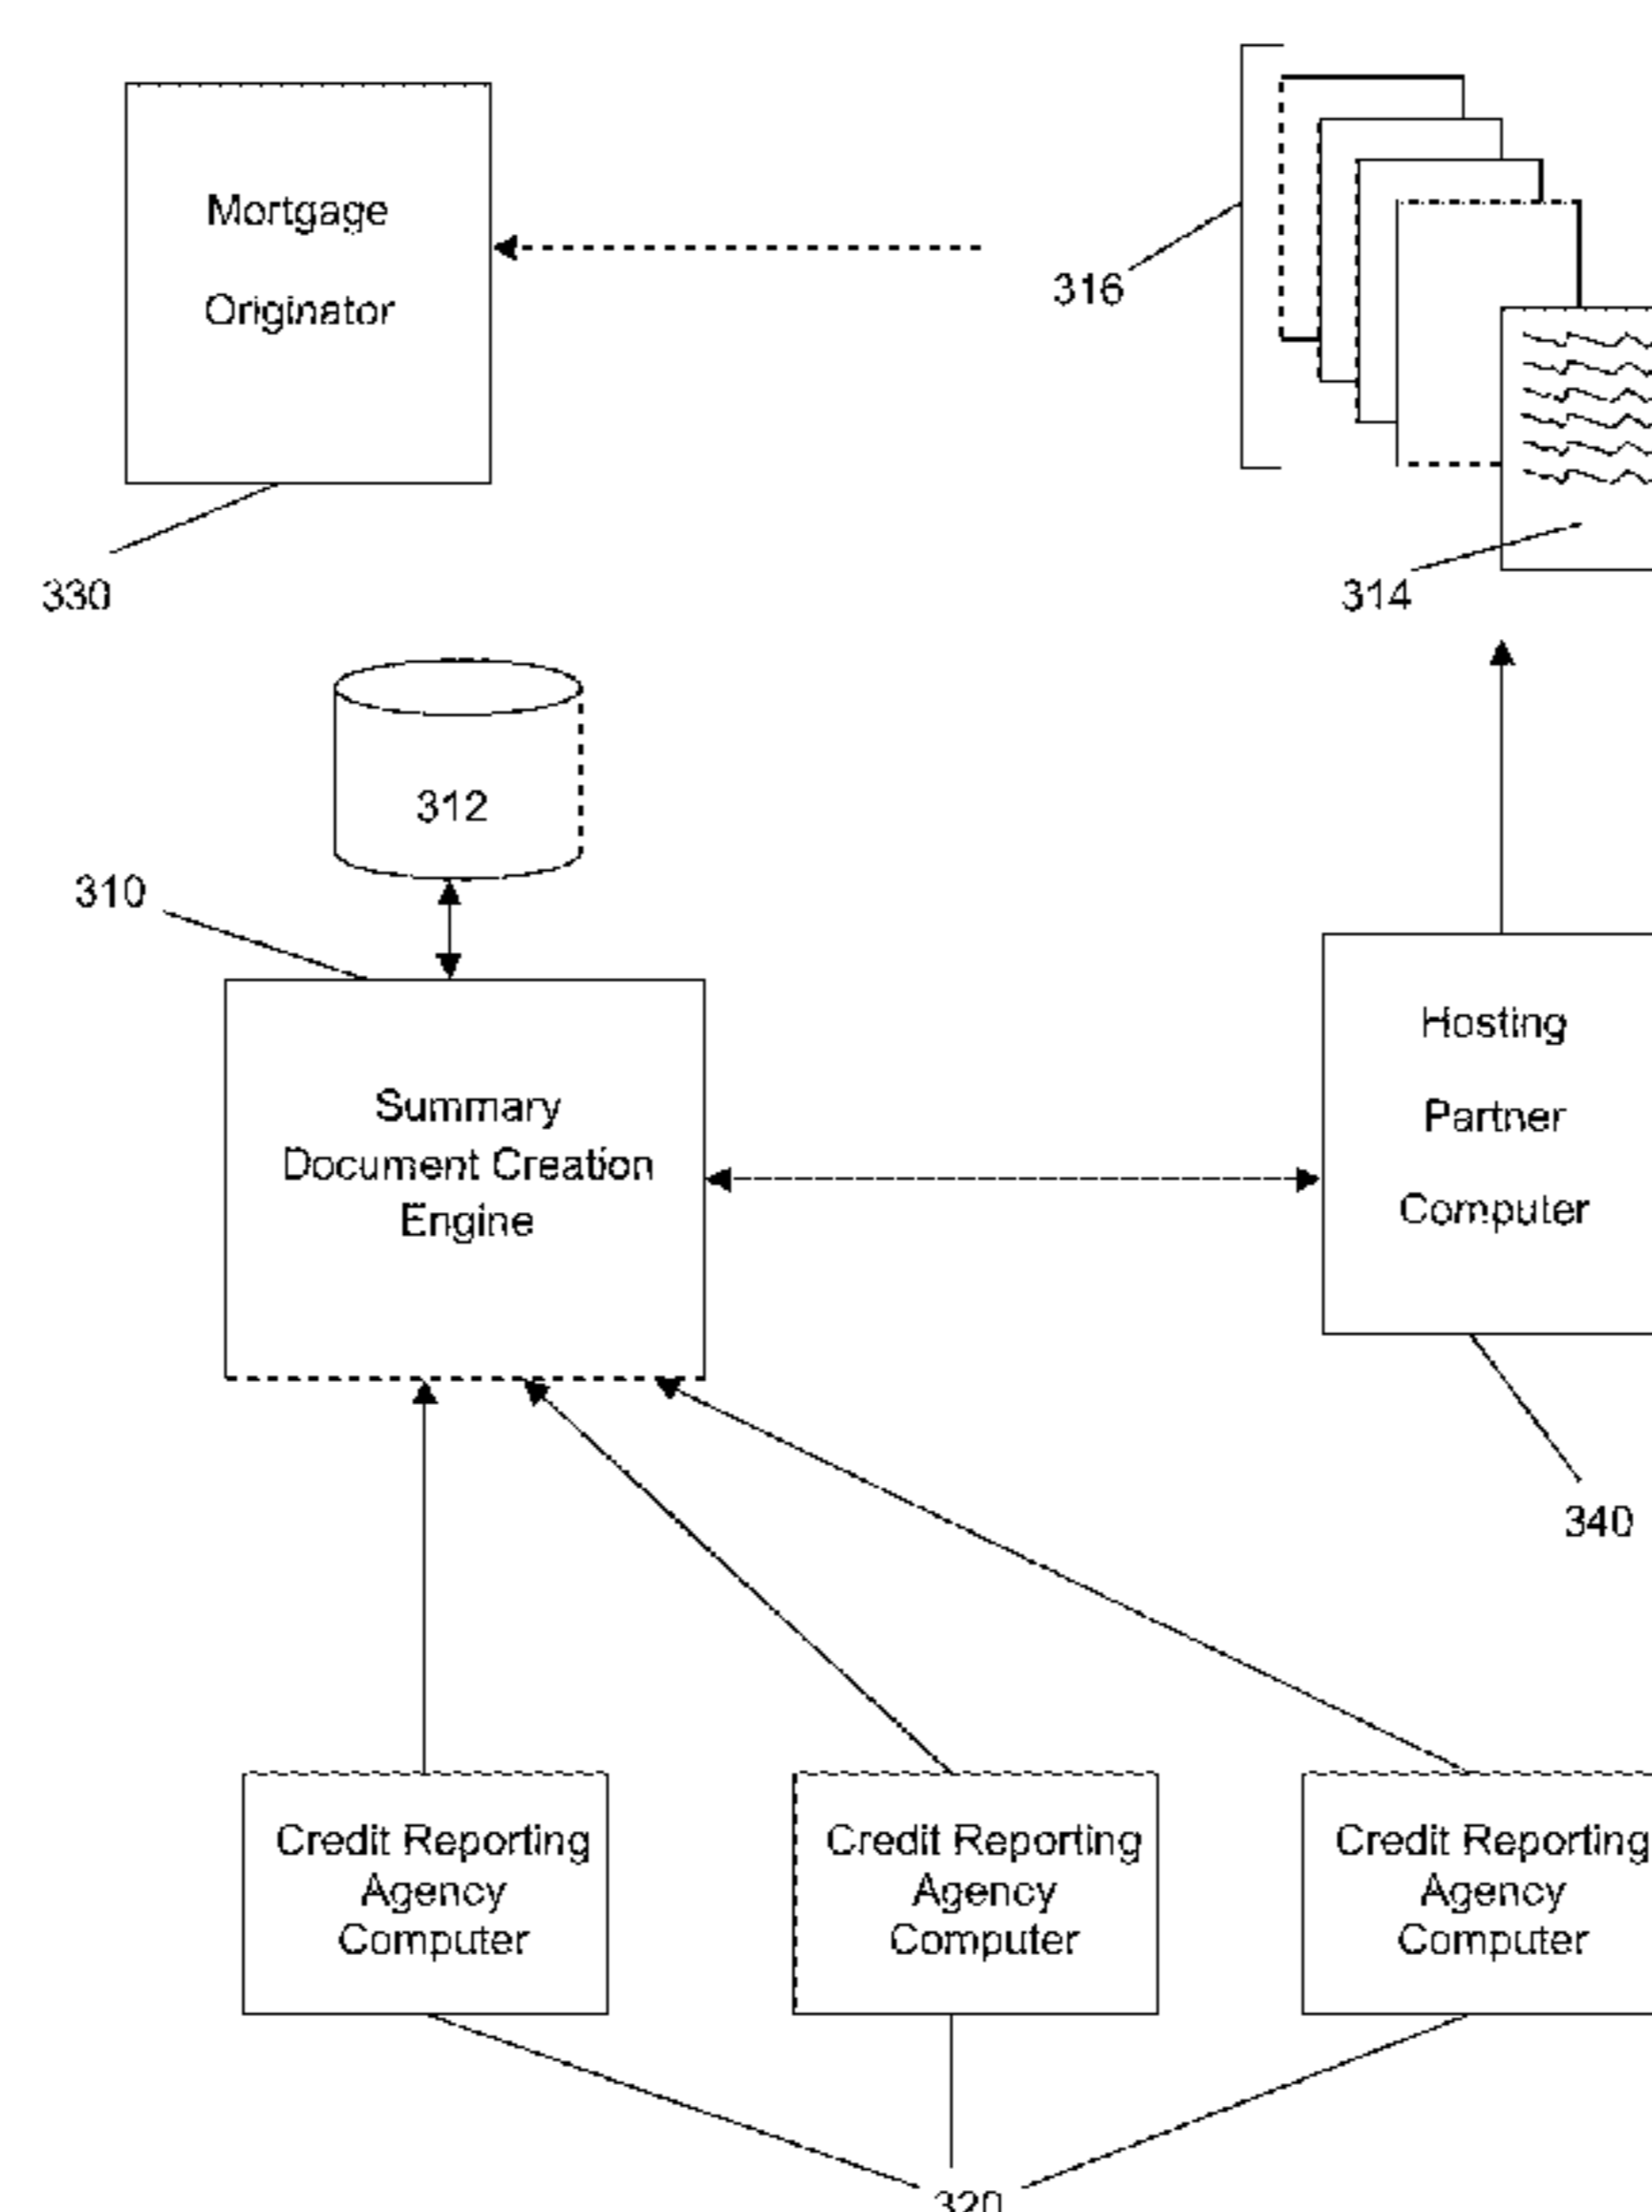 Mortgage
Originator
316
330
314
312
310
Summary
Document Creation
Engine
Hosting
Partner
Computer
340
Credit Reporting
Agency
Computer
Credit Reporting
Agency
Computer
Credit Reporting
Agency
Computer
320